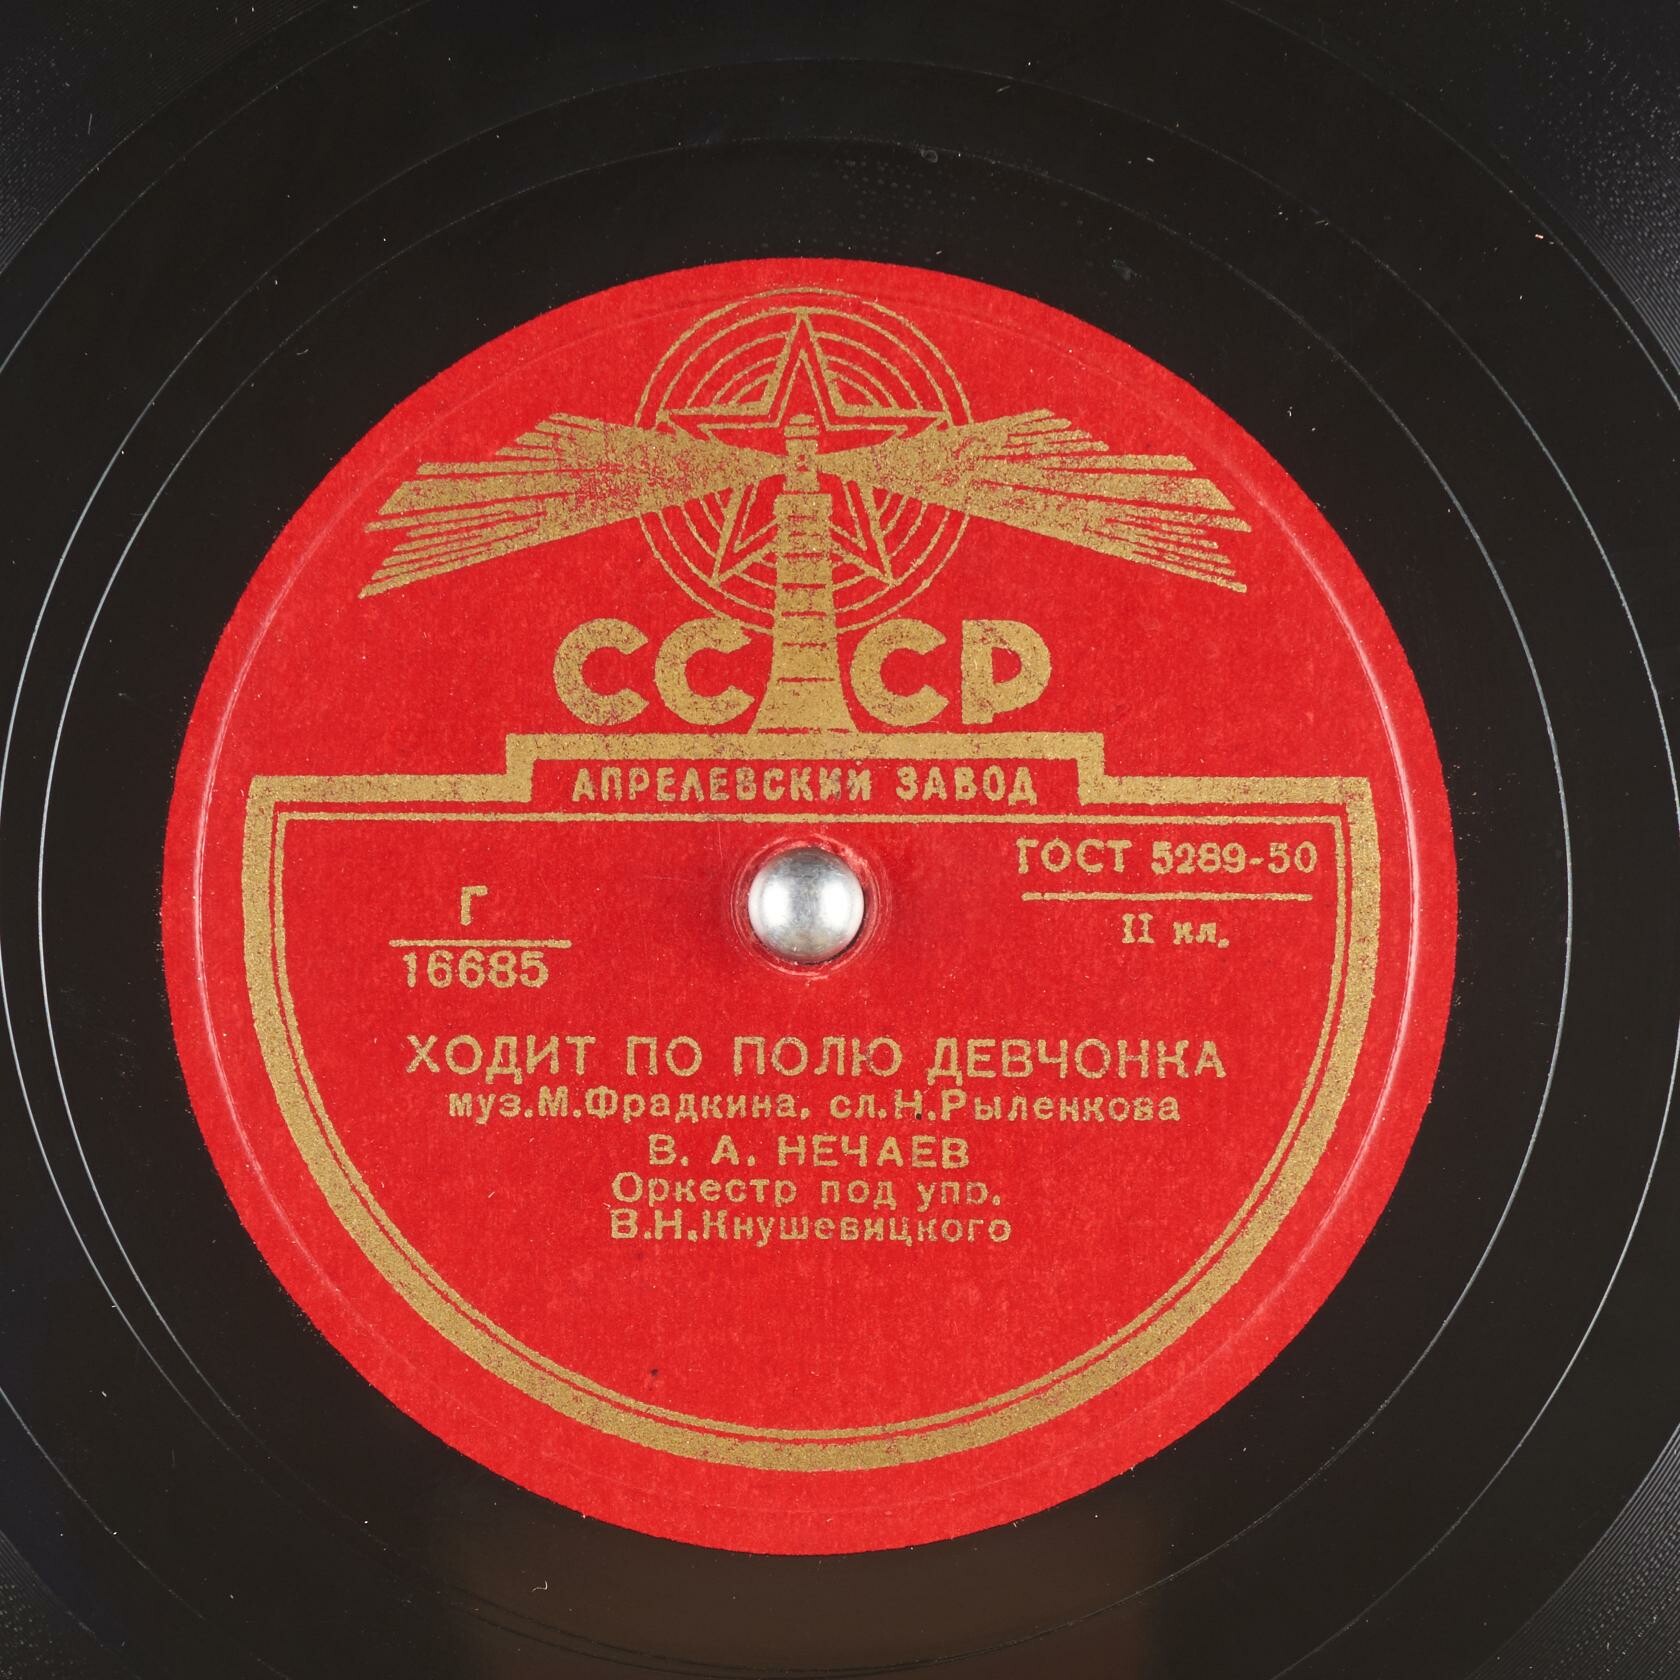 СССР
АПРЕЛЕВСКИЙ ЗАВОД
ГОСТ 5289-50
II кл.
Г
16685
ХОДИТ ПО ПОЛЮ ДЕВЧОНКА
муз.М.Фрадкина, сл.Н.Рыленкова
В. А. НЕЧАЕВ
Оркестр под упр.
В.Н.Кнушевицкого